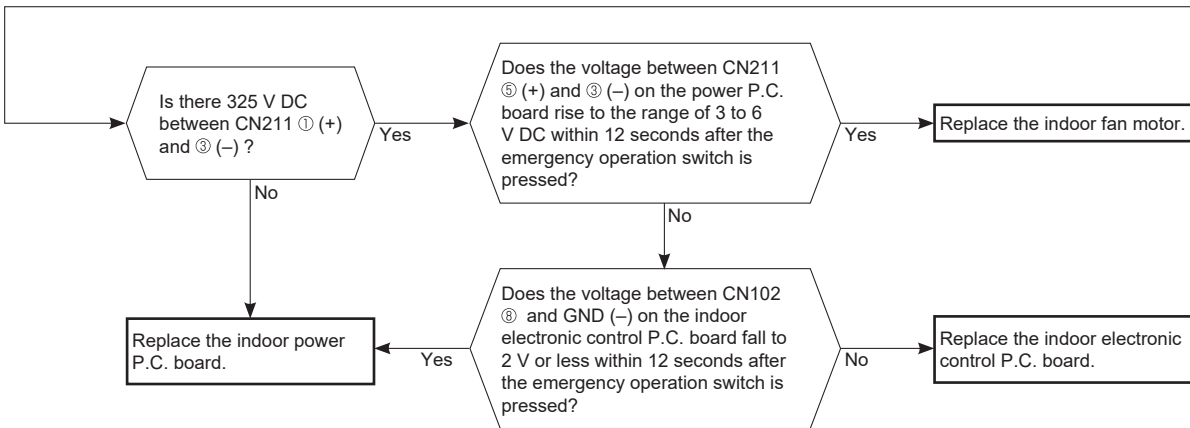 Is there 325 V DC
between CN211 ① (+)
and ③ (–) ?
Yes
No
Does the voltage between CN211
⑤ (+) and ③ (–) on the power P.C.
board rise to the range of 3 to 6
V DC within 12 seconds after the
emergency operation switch is
pressed?
Yes
No
Replace the indoor fan motor.
Does the voltage between CN102
⑧ and GND (–) on the indoor
electronic control P.C. board fall to
2 V or less within 12 seconds after
the emergency operation switch is
pressed?
Yes
No
Replace the indoor power
P.C. board.
Replace the indoor electronic
control P.C. board.